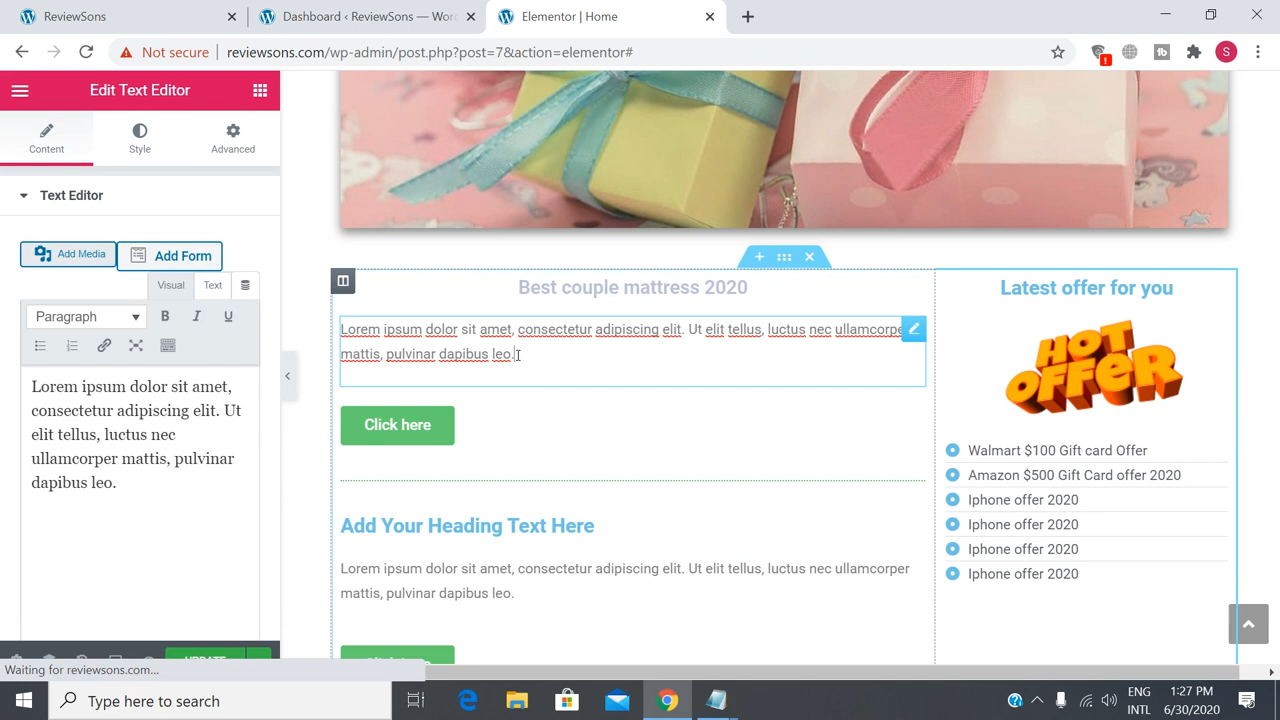 ReviewSons
Dashboard ‹ ReviewSons — Wor
Elementor | Home
Not secure
reviewsons.com/wp-admin/post.php?post=7&action=elementor#
S
Edit Text Editor
Content
Style
Advanced
Text Editor
Add Media
Add Form
Visual
Text
Paragraph
B
I
U
Lorem ipsum dolor sit amet,
consectetur adipiscing elit. Ut
elit tellus, luctus nec
ullamcorper mattis, pulvinar
dapibus leo.
UPDATE
Waiting for reviewsons.com...
Best couple mattress 2020
Lorem ipsum dolor sit amet, consectetur adipiscing elit. Ut elit tellus, luctus nec ullamcorpe
mattis, pulvinar dapibus leo.
Click here
Add Your Heading Text Here
Lorem ipsum dolor sit amet, consectetur adipiscing elit. Ut elit tellus, luctus nec ullamcorper
mattis, pulvinar dapibus leo.
Latest offer for you
HOT
OFFER
Walmart $100 Gift card Offer
Amazon $500 Gift Card offer 2020
Iphone offer 2020
Iphone offer 2020
Iphone offer 2020
Iphone offer 2020
Type here to search
ENG
INTL
1:27 PM
6/30/2020